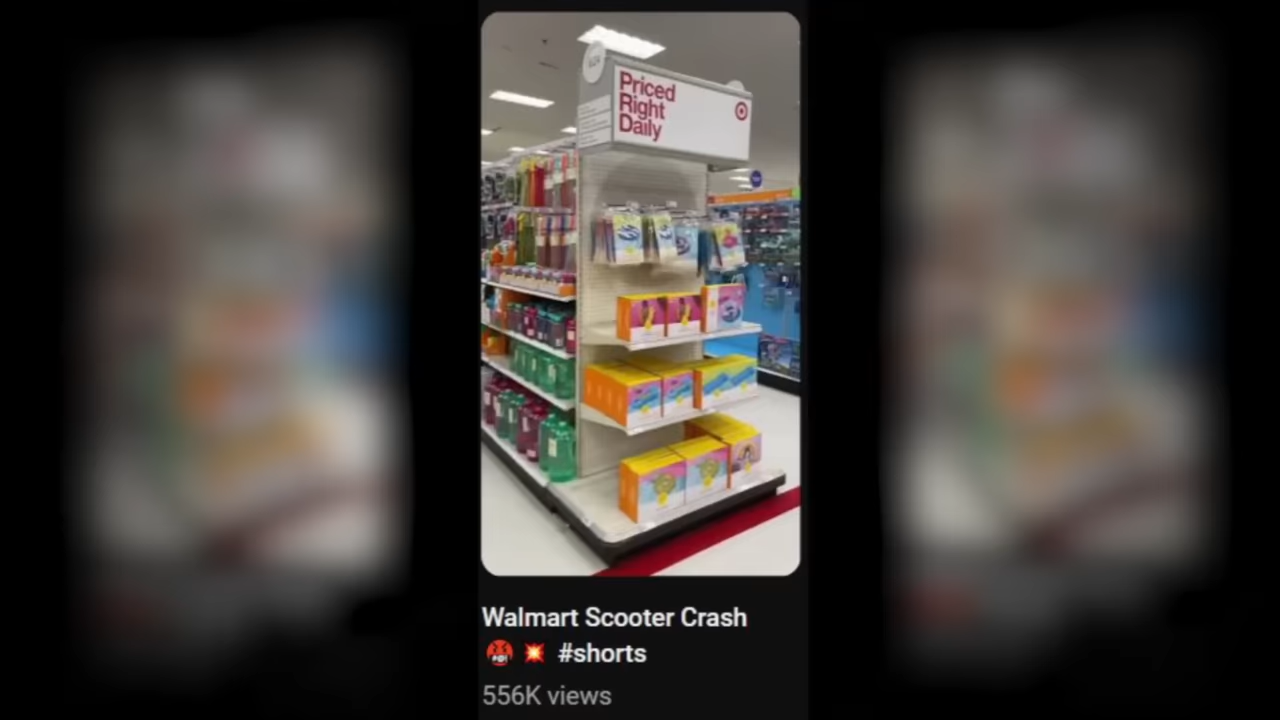 Priced
Right
Daily
Walmart Scooter Crash
🤬 💥 #shorts
556K views